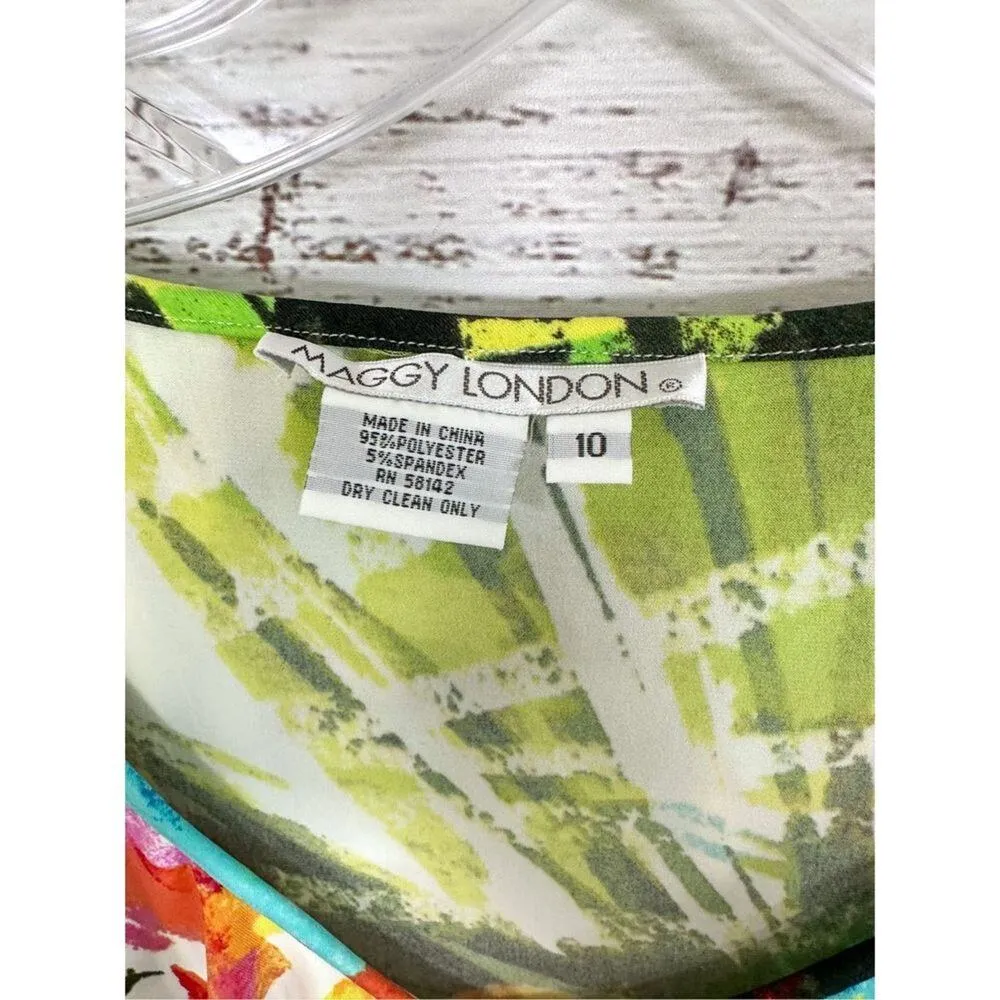 MAGGY LONDON ®
MADE IN CHINA
95%POLYESTER
5%SPANDEX
RN 58142
DRY CLEAN ONLY
10